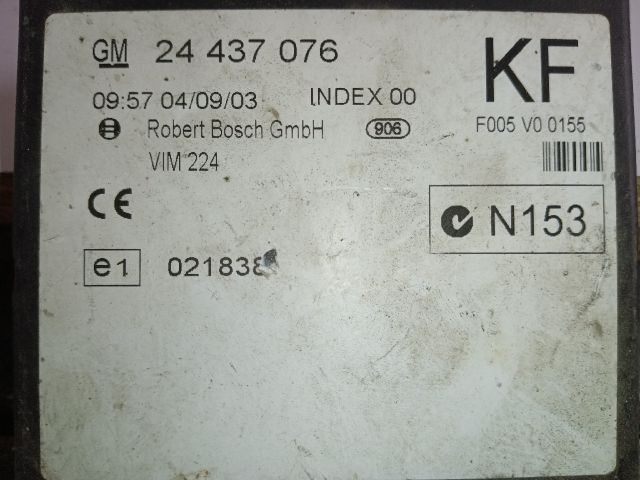 GM 24 437 076
KF
09:57 04/09/03 INDEX 00
Robert Bosch GmbH 906
F005 V0 0155
VIM 224
CE
N153
e1 021838